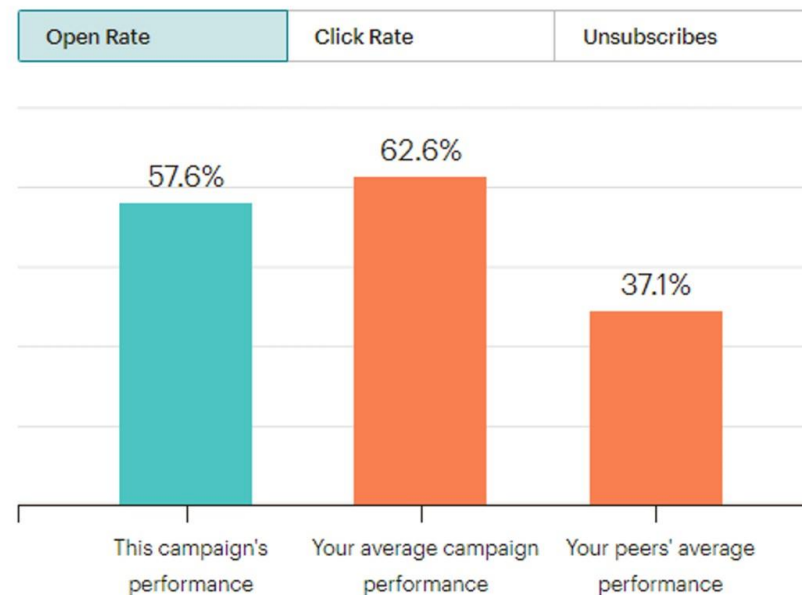 Open Rate
Click Rate
Unsubscribes
57.6%
62.6%
37.1%
This campaign's
performance
Your average campaign
performance
Your peers' average
performance